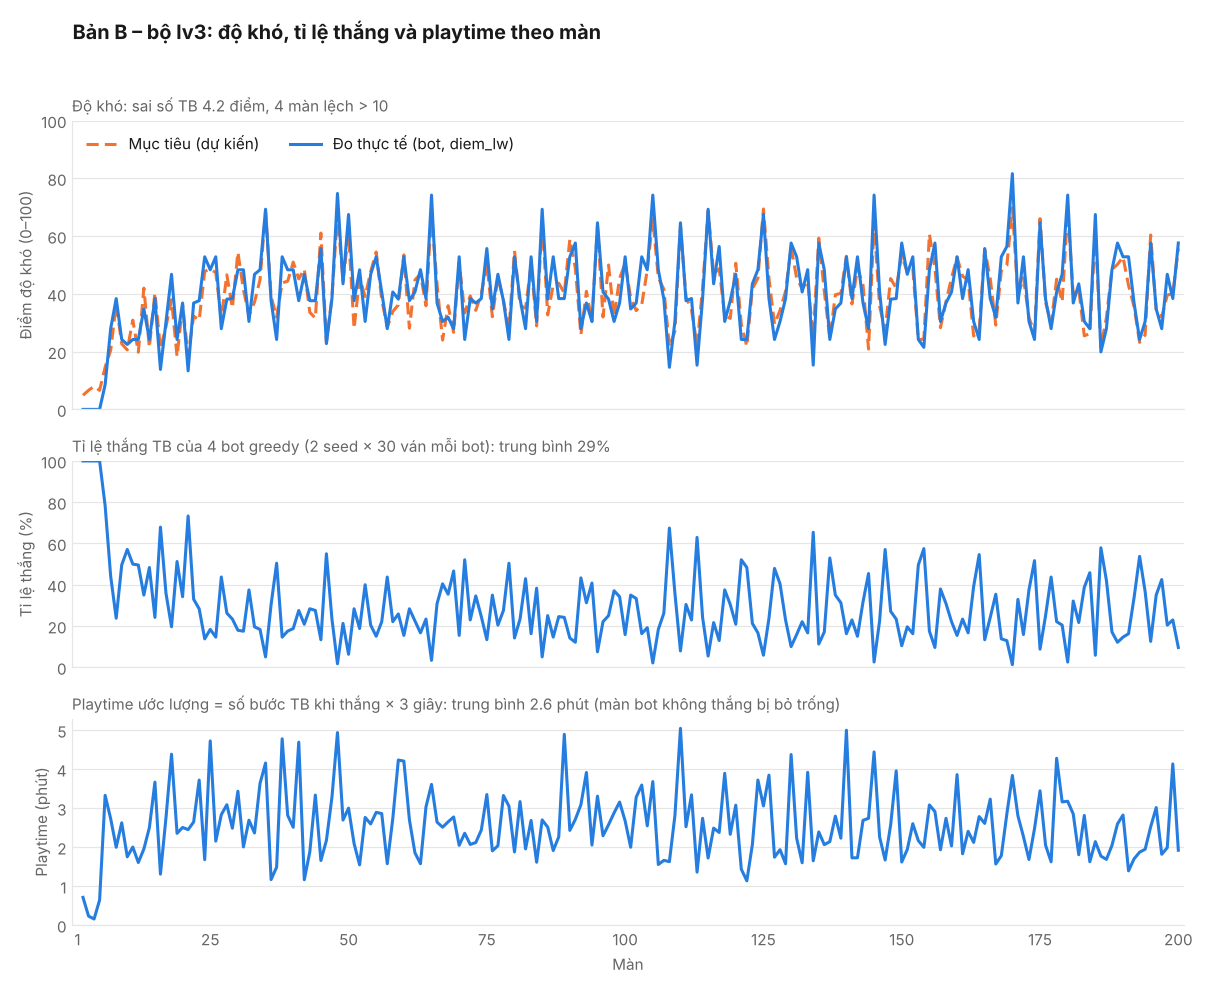 Bản B – bộ lv3: độ khó, tỉ lệ thắng và playtime theo màn
Độ khó: sai số TB 4.2 điểm, 4 màn lệch > 10
Mục tiêu (dự kiến)
Đo thực tế (bot, diem_lw)
Điểm độ khó (0–100)
100
80
60
40
20
0
Tỉ lệ thắng TB của 4 bot greedy (2 seed × 30 ván mỗi bot): trung bình 29%
Tỉ lệ thắng (%)
100
80
60
40
20
0
Playtime ước lượng = số bước TB khi thắng × 3 giây: trung bình 2.6 phút (màn bot không thắng bị bỏ trống)
Playtime (phút)
5
4
3
2
1
0
1 25 50 75 100 125 150 175 200
Màn